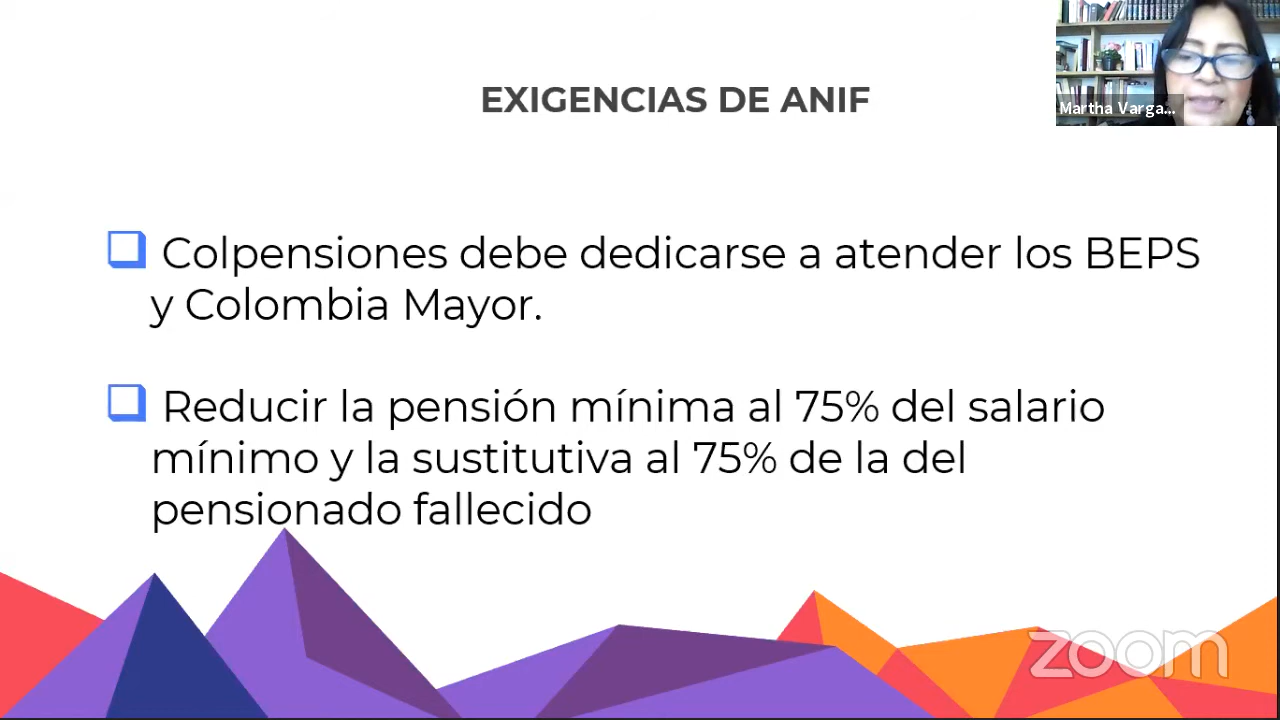 EXIGENCIAS DE ANIF
Martha Varga...
Colpensiones debe dedicarse a atender los BEPS
y Colombia Mayor.
Reducir la pensión mínima al 75% del salario
mínimo y la sustitutiva al 75% de la del
pensionado fallecido
zoom